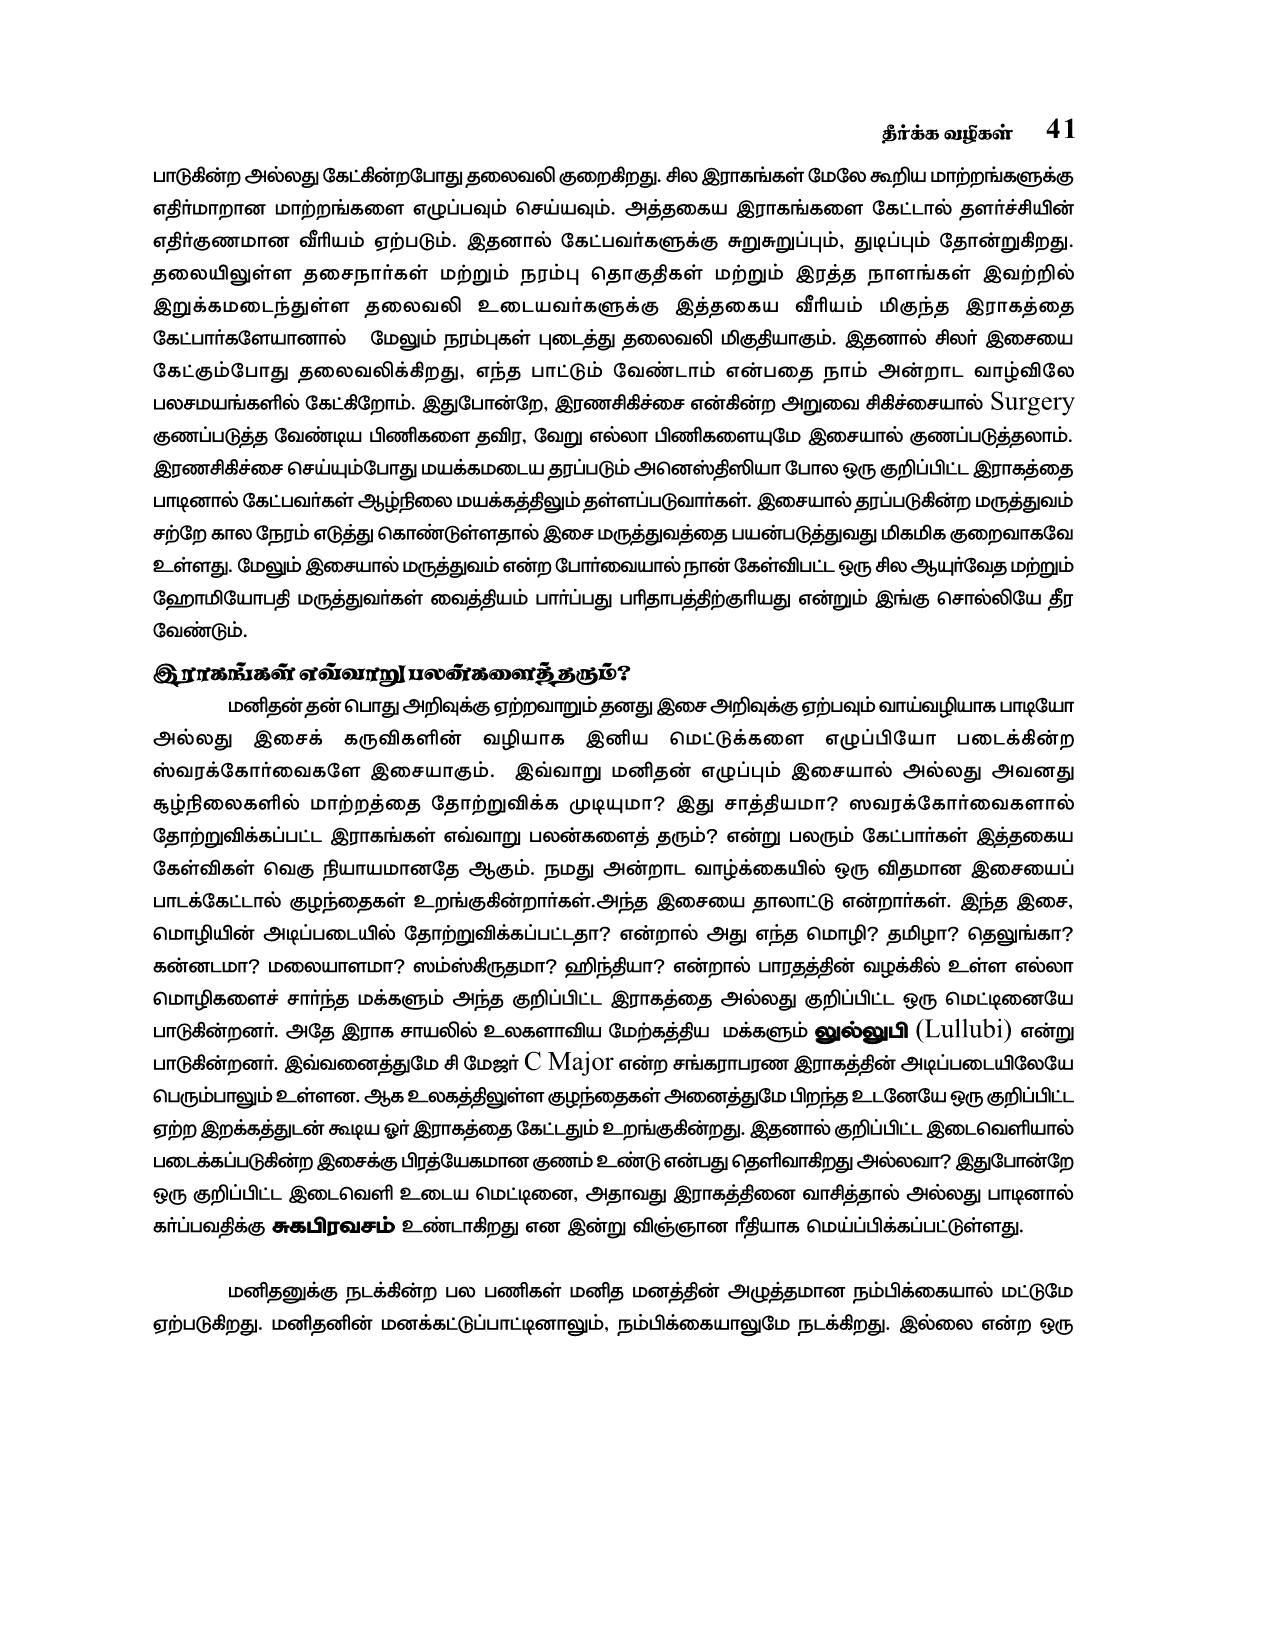 தீர்க்க வழிகள் 41
பாடுகின்ற அல்லது கேட்கின்றபோது தலைவலி குறைகிறது. சில இராகங்கள் மேலே கூறிய மாற்றங்களுக்கு
எதிர்மாறான மாற்றங்களை எழுப்பவும் செய்யவும். அத்தகைய இராகங்களை கேட்டால் தளர்ச்சியின்
எதிர்குணமான வீரியம் ஏற்படும். இதனால் கேட்பவர்களுக்கு சுறுசுறுப்பும், துடிப்பும் தோன்றுகிறது.
தலையிலுள்ள தசைநார்கள் மற்றும் நரம்பு தொகுதிகள் மற்றும் இரத்த நாளங்கள் இவற்றில்
இறுக்கமடைந்துள்ள தலைவலி உடையவர்களுக்கு இத்தகைய வீரியம் மிகுந்த இராகத்தை
கேட்பார்களேயானால் மேலும் நரம்புகள் புடைத்து தலைவலி மிகுதியாகும். இதனால் சிலர் இசையை
கேட்கும்போது தலைவலிக்கிறது, எந்த பாட்டும் வேண்டாம் என்பதை நாம் அன்றாட வாழ்விலே
பலசமயங்களில் கேட்கிறோம். இதுபோன்றே, இரணசிகிச்சை என்கின்ற அறுவை சிகிச்சையால் Surgery
குணப்படுத்த வேண்டிய பிணிகளை தவிர, வேறு எல்லா பிணிகளையுமே இசையால் குணப்படுத்தலாம்.
இரணசிகிச்சை செய்யும்போது மயக்கமடைய தரப்படும் அனெஸ்திஸியா போல ஒரு குறிப்பிட்ட இராகத்தை
பாடினால் கேட்பவர்கள் ஆழ்நிலை மயக்கத்திலும் தள்ளப்படுவார்கள். இசையால் தரப்படுகின்ற மருத்துவம்
சற்றே கால நேரம் எடுத்து கொண்டுள்ளதால் இசை மருத்துவத்தை பயன்படுத்துவது மிகமிக குறைவாகவே
உள்ளது. மேலும் இசையால் மருத்துவம் என்ற போர்வையால் நான் கேள்விபட்ட ஒரு சில ஆயுர்வேத மற்றும்
ஹோமியோபதி மருத்துவர்கள் வைத்தியம் பார்ப்பது பரிதாபத்திற்குரியது என்றும் இங்கு சொல்லியே தீர
வேண்டும்.
இராகங்கள் எவ்வாறு பலன்களைத் தரும்?
மனிதன் தன் பொது அறிவுக்கு ஏற்றவாறும் தனது இசை அறிவுக்கு ஏற்பவும் வாய்வழியாக பாடியோ
அல்லது இசைக் கருவிகளின் வழியாக இனிய மெட்டுக்களை எழுப்பியோ படைக்கின்ற
ஸ்வரக்கோர்வைகளே இசையாகும். இவ்வாறு மனிதன் எழுப்பும் இசையால் அல்லது அவனது
சூழ்நிலைகளில் மாற்றத்தை தோற்றுவிக்க முடியுமா? இது சாத்தியமா? ஸவரக்கோர்வைகளால்
தோற்றுவிக்கப்பட்ட இராகங்கள் எவ்வாறு பலன்களைத் தரும்? என்று பலரும் கேட்பார்கள் இத்தகைய
கேள்விகள் வெகு நியாயமானதே ஆகும். நமது அன்றாட வாழ்க்கையில் ஒரு விதமான இசையைப்
பாடக்கேட்டால் குழந்தைகள் உறங்குகின்றார்கள்.அந்த இசையை தாலாட்டு என்றார்கள். இந்த இசை,
மொழியின் அடிப்படையில் தோற்றுவிக்கப்பட்டதா? என்றால் அது எந்த மொழி? தமிழா? தெலுங்கா?
கன்னடமா? மலையாளமா? ஸம்ஸ்கிருதமா? ஹிந்தியா? என்றால் பாரதத்தின் வழக்கில் உள்ள எல்லா
மொழிகளைச் சார்ந்த மக்களும் அந்த குறிப்பிட்ட இராகத்தை அல்லது குறிப்பிட்ட ஒரு மெட்டினையே
பாடுகின்றனர். அதே இராக சாயலில் உலகளாவிய மேற்கத்திய மக்களும் லுல்லுபி (Lullubi) என்று
பாடுகின்றனர். இவ்வனைத்துமே சி மேஜர் C Major என்ற சங்கராபரண இராகத்தின் அடிப்படையிலேயே
பெரும்பாலும் உள்ளன. ஆக உலகத்திலுள்ள குழந்தைகள் அனைத்துமே பிறந்த உடனேயே ஒரு குறிப்பிட்ட
ஏற்ற இறக்கத்துடன் கூடிய ஓர் இராகத்தை கேட்டதும் உறங்குகின்றது. இதனால் குறிப்பிட்ட இடைவெளியால்
படைக்கப்படுகின்ற இசைக்கு பிரத்யேகமான குணம் உண்டு என்பது தெளிவாகிறது அல்லவா? இதுபோன்றே
ஒரு குறிப்பிட்ட இடைவெளி உடைய மெட்டினை, அதாவது இராகத்தினை வாசித்தால் அல்லது பாடினால்
கர்ப்பவதிக்கு சுகபிரவசம் உண்டாகிறது என இன்று விஞ்ஞான ரீதியாக மெய்ப்பிக்கப்பட்டுள்ளது.
மனிதனுக்கு நடக்கின்ற பல பணிகள் மனித மனத்தின் அழுத்தமான நம்பிக்கையால் மட்டுமே
ஏற்படுகிறது. மனிதனின் மனக்கட்டுப்பாட்டினாலும், நம்பிக்கையாலுமே நடக்கிறது. இல்லை என்ற ஒரு